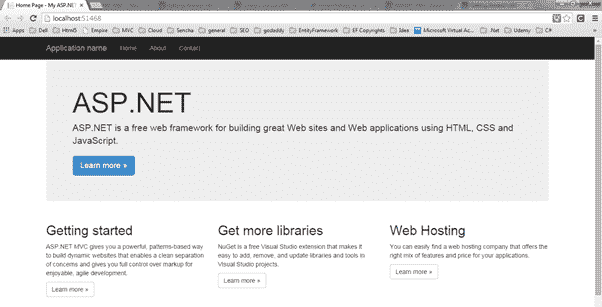 Home Page - My ASP.NET
localhost:51468
Apps Dell Html5 Empire MVC Cloud Sencha general SEO godaddy EntityFramework EF Copyrights Idea Microsoft Virtual Ac... .Net Udemy C#
Application name Home About Contact
ASP.NET
ASP.NET is a free web framework for building great Web sites and Web applications using HTML, CSS and
JavaScript.
Learn more »
Getting started
ASP.NET MVC gives you a powerful, patterns-based way
to build dynamic websites that enables a clean separation
of concerns and gives you full control over markup for
enjoyable, agile development.
Learn more »
Get more libraries
NuGet is a free Visual Studio extension that makes it
easy to add, remove, and update libraries and tools in
Visual Studio projects.
Learn more »
Web Hosting
You can easily find a web hosting company that offers the
right mix of features and price for your applications.
Learn more »